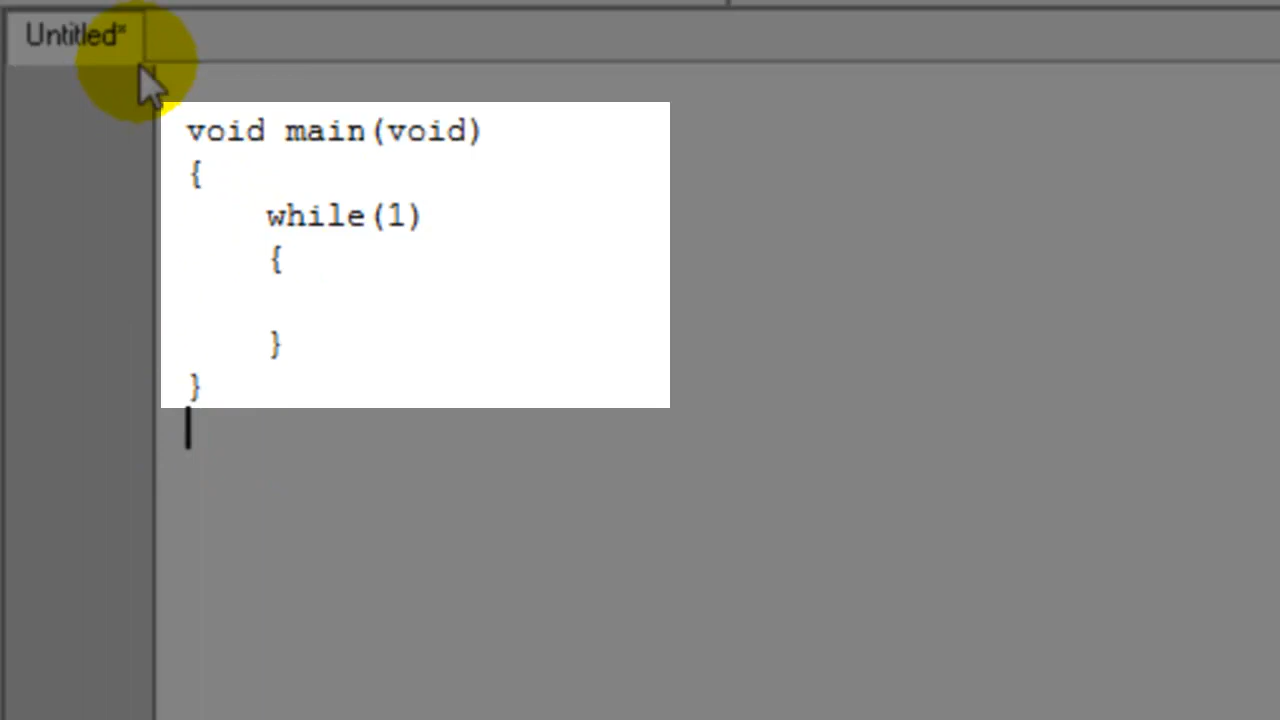 Untitled*
void main(void)
{
    while(1)
    {

    }
}